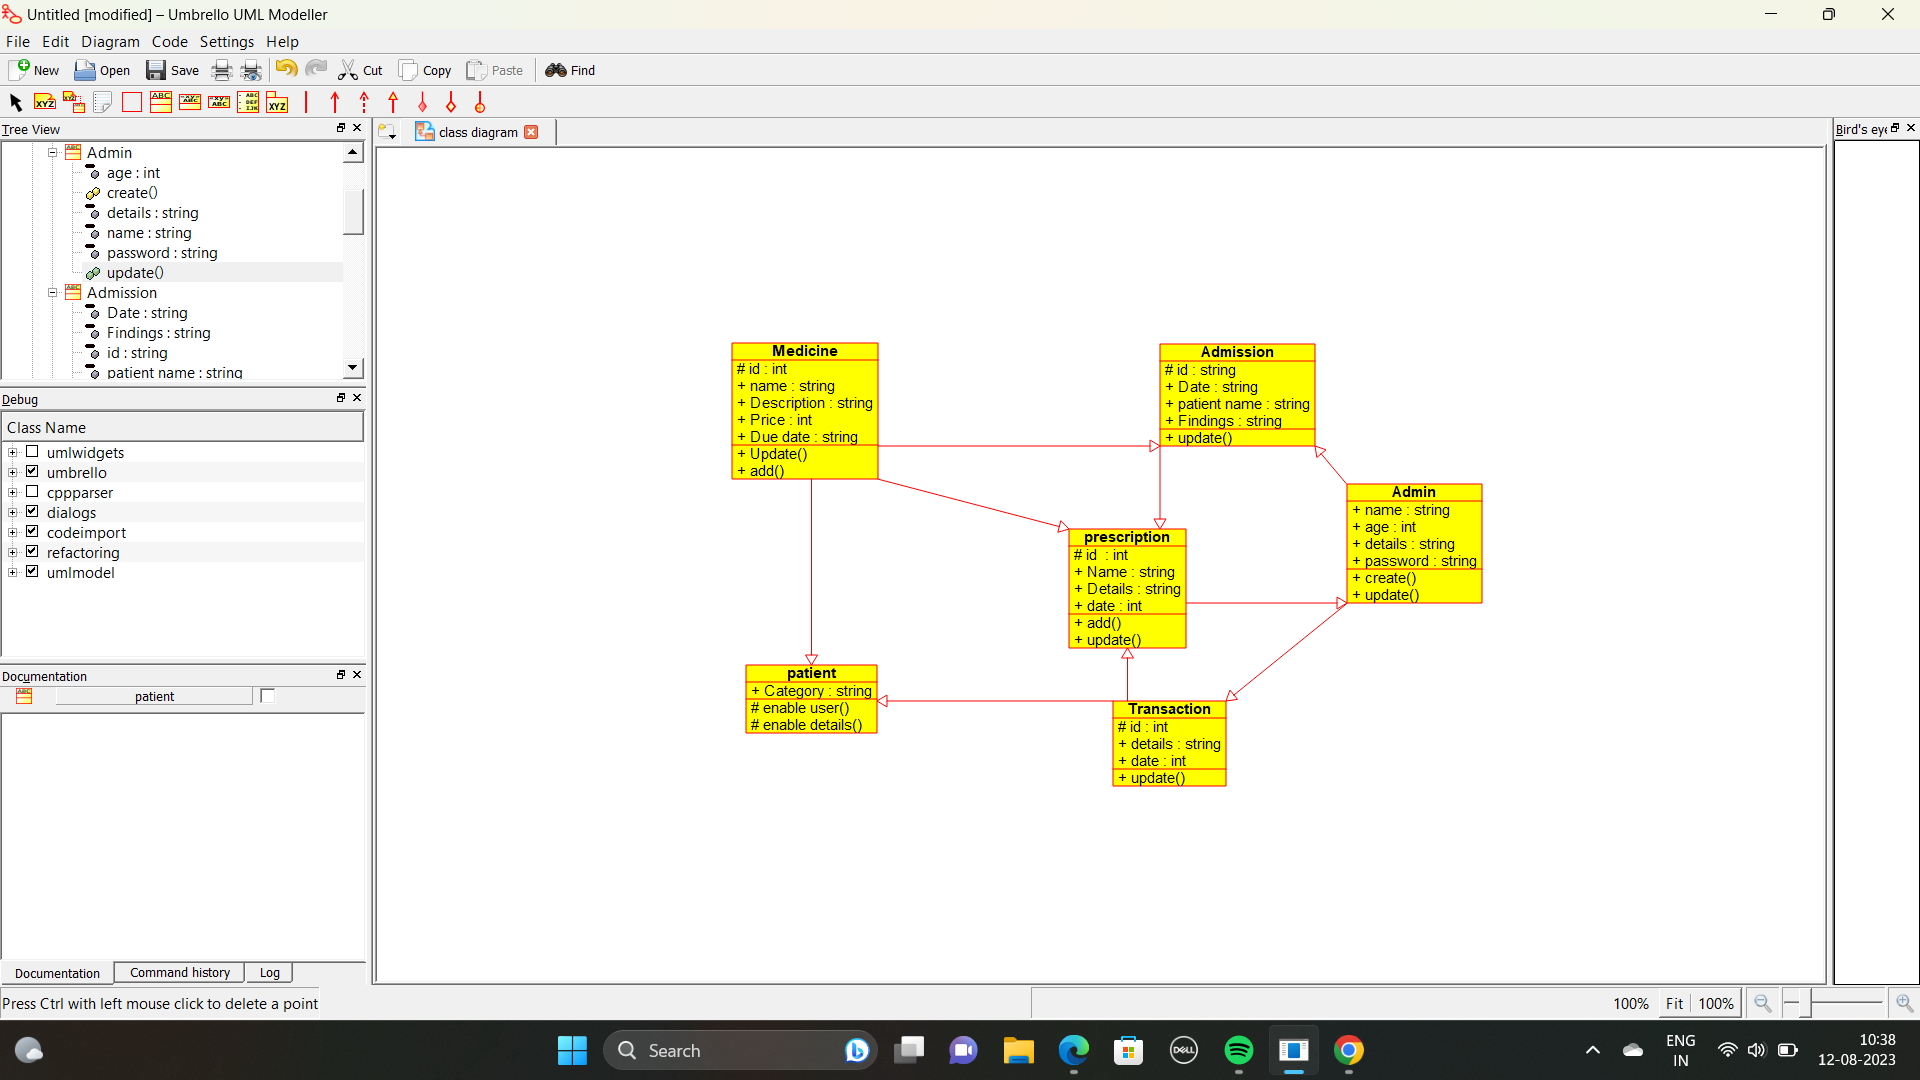 Untitled [modified] – Umbrello UML Modeller
File Edit Diagram Code Settings Help
New Open Save Cut Copy Paste Find
Tree View
Admin
age : int
create()
details : string
name : string
password : string
update()
Admission
Date : string
Findings : string
id : string
patient name : string
Debug
Class Name
umlwidgets
umbrello
cppparser
dialogs
codeimport
refactoring
umlmodel
Documentation
patient
Documentation Command history Log
Press Ctrl with left mouse click to delete a point
class diagram
Bird's eye
Medicine
# id : int
+ name : string
+ Description : string
+ Price : int
+ Due date : string
+ Update()
+ add()
Admission
# id : string
+ Date : string
+ patient name : string
+ Findings : string
+ update()
Admin
+ name : string
+ age : int
+ details : string
+ password : string
+ create()
+ update()
prescription
# id : int
+ Name : string
+ Details : string
+ date : int
+ add()
+ update()
patient
+ Category : string
# enable user()
# enable details()
Transaction
# id : int
+ details : string
+ date : int
+ update()
100% Fit 100%
Search
DELL
ENG
IN
10:38
12-08-2023